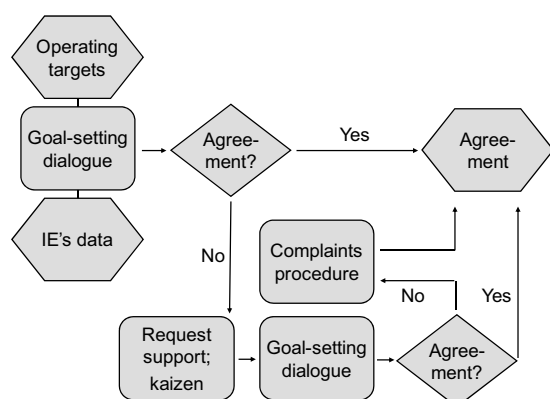 Operating
targets
Goal-setting
dialogue
IE's data
Agree-
ment?
Yes
Agree-
ment
No
Complaints
procedure
No
Yes
Request
support;
kaizen
Goal-setting
dialogue
Agree-
ment?